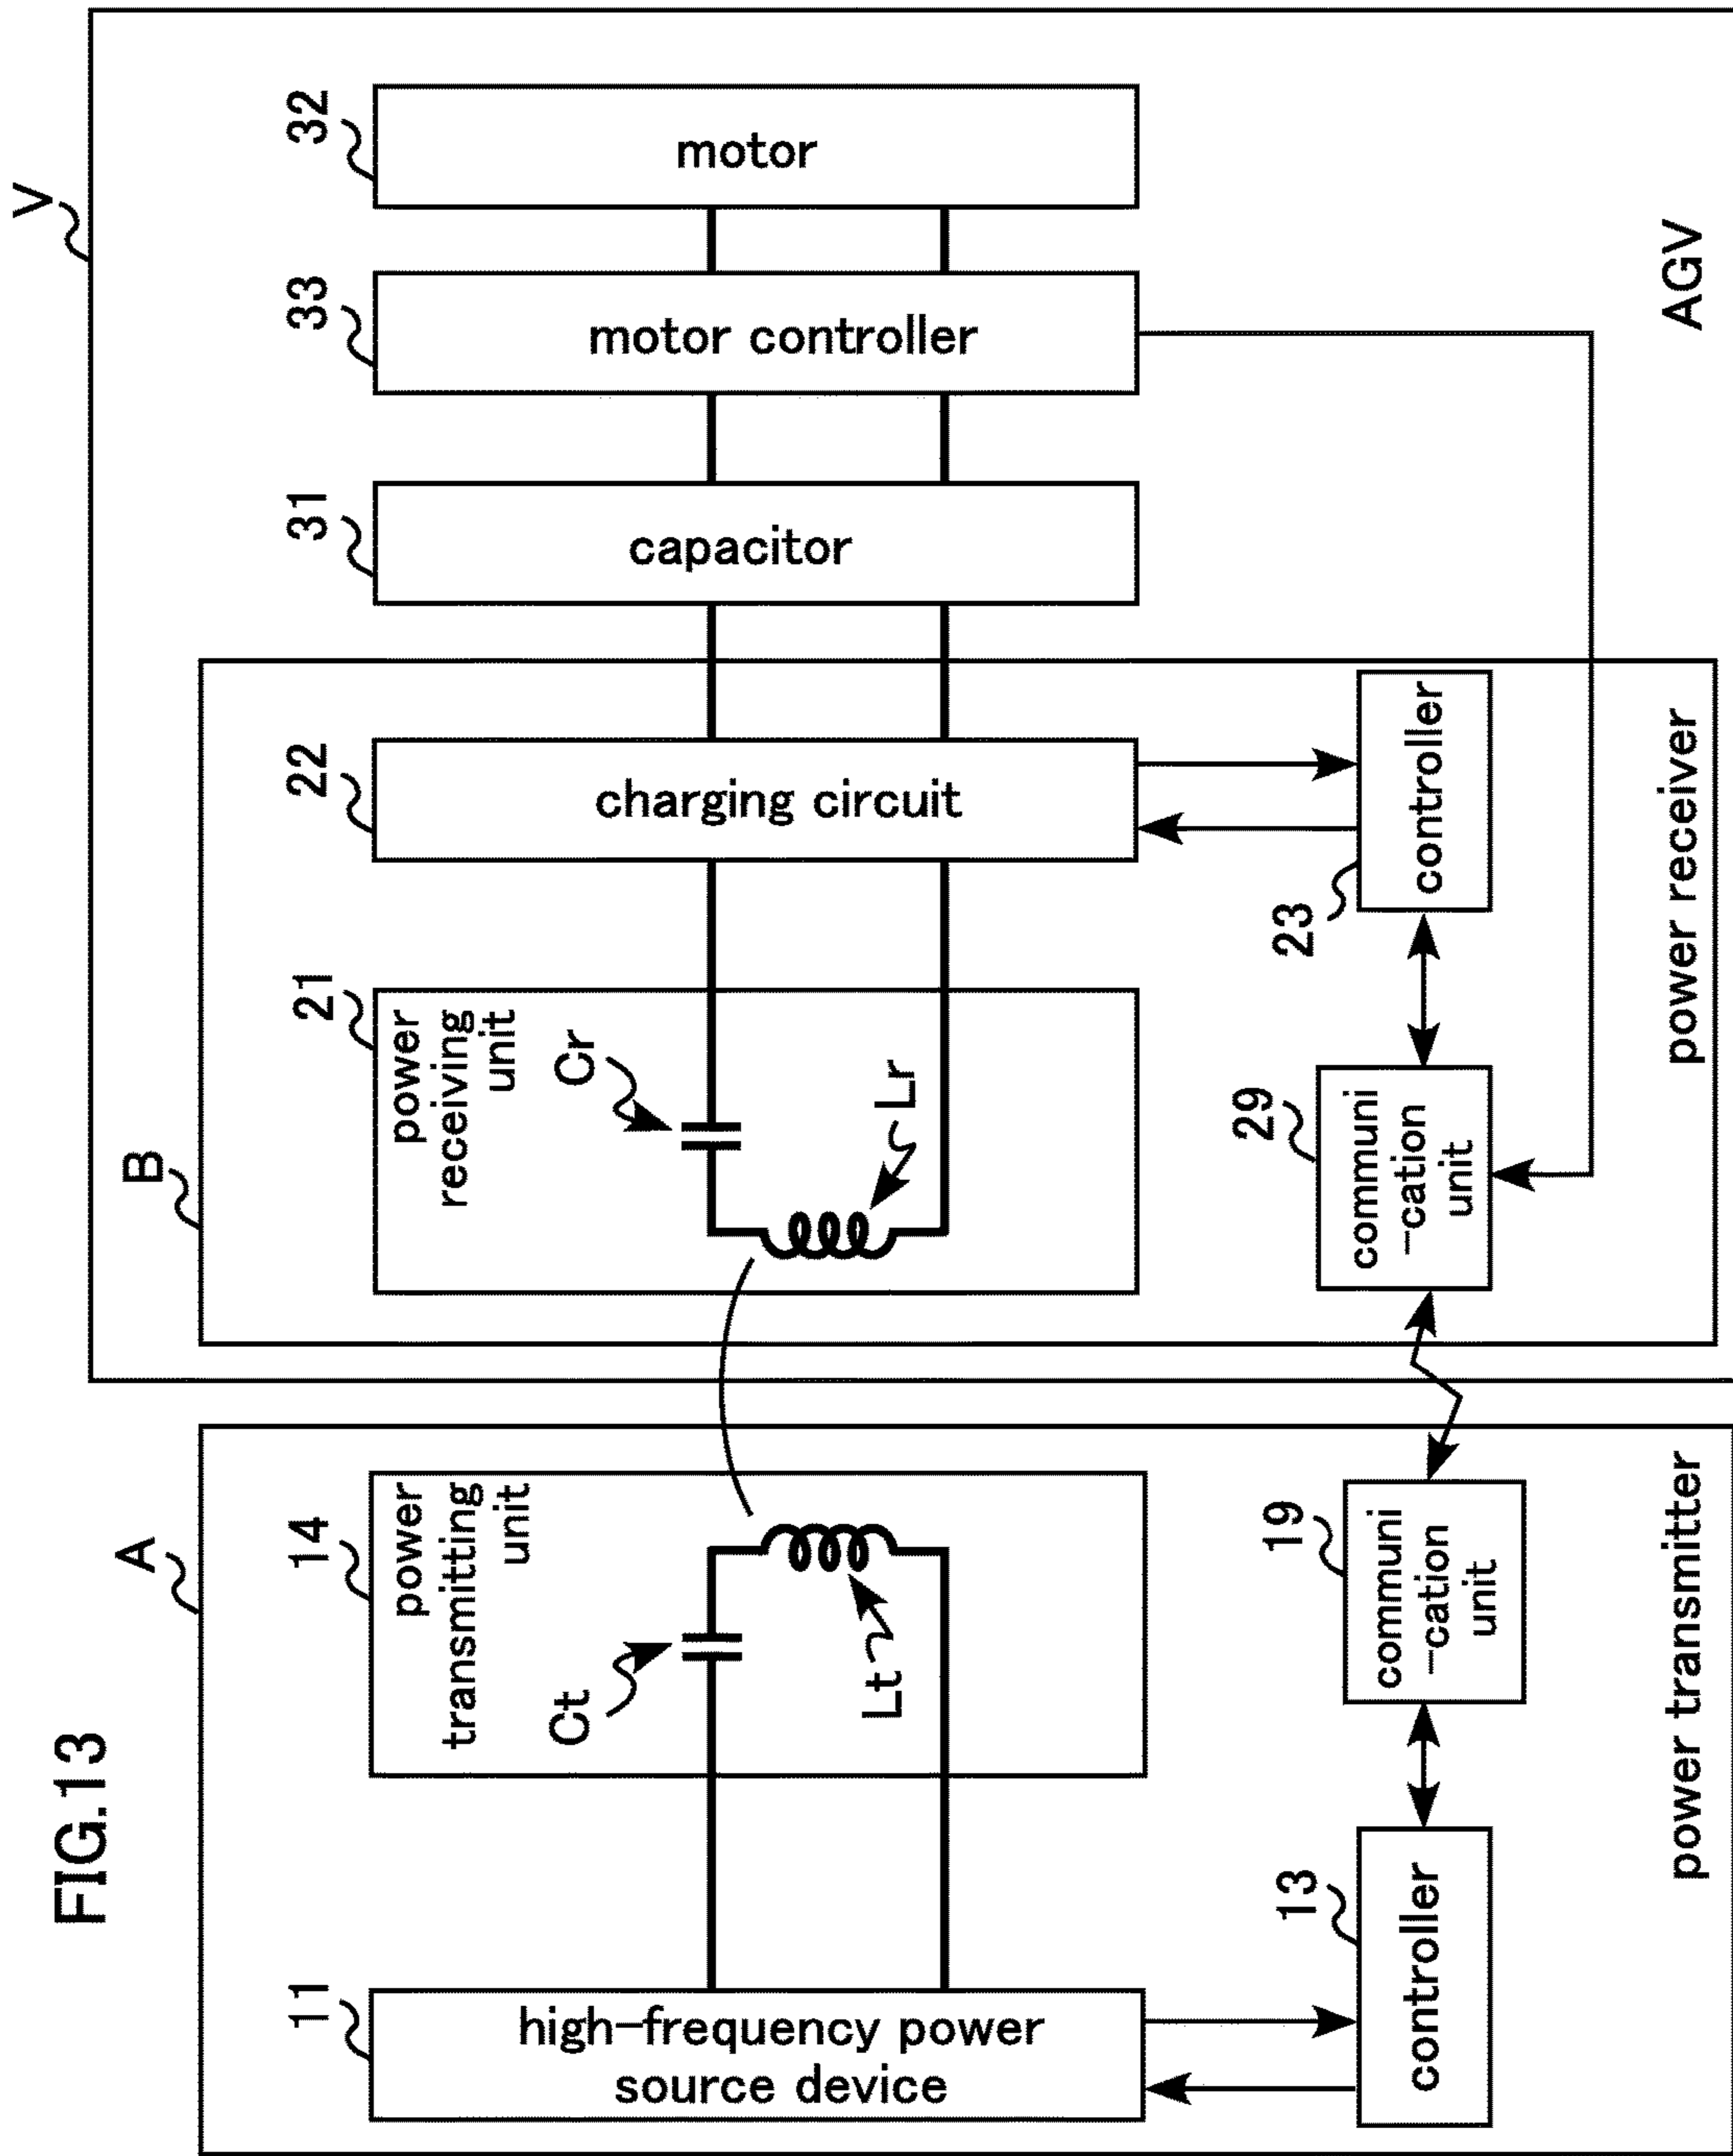 FIG.13
A
11
high-frequency power
source device
14
power
transmitting
unit
Ct
Lt
13
controller
19
communi
-cation
unit
power transmitter
V
B
21
power
receiving
unit
Cr
Lr
22
charging circuit
31
capacitor
33
motor controller
32
motor
29
communi
-cation
unit
23
controller
power receiver
AGV